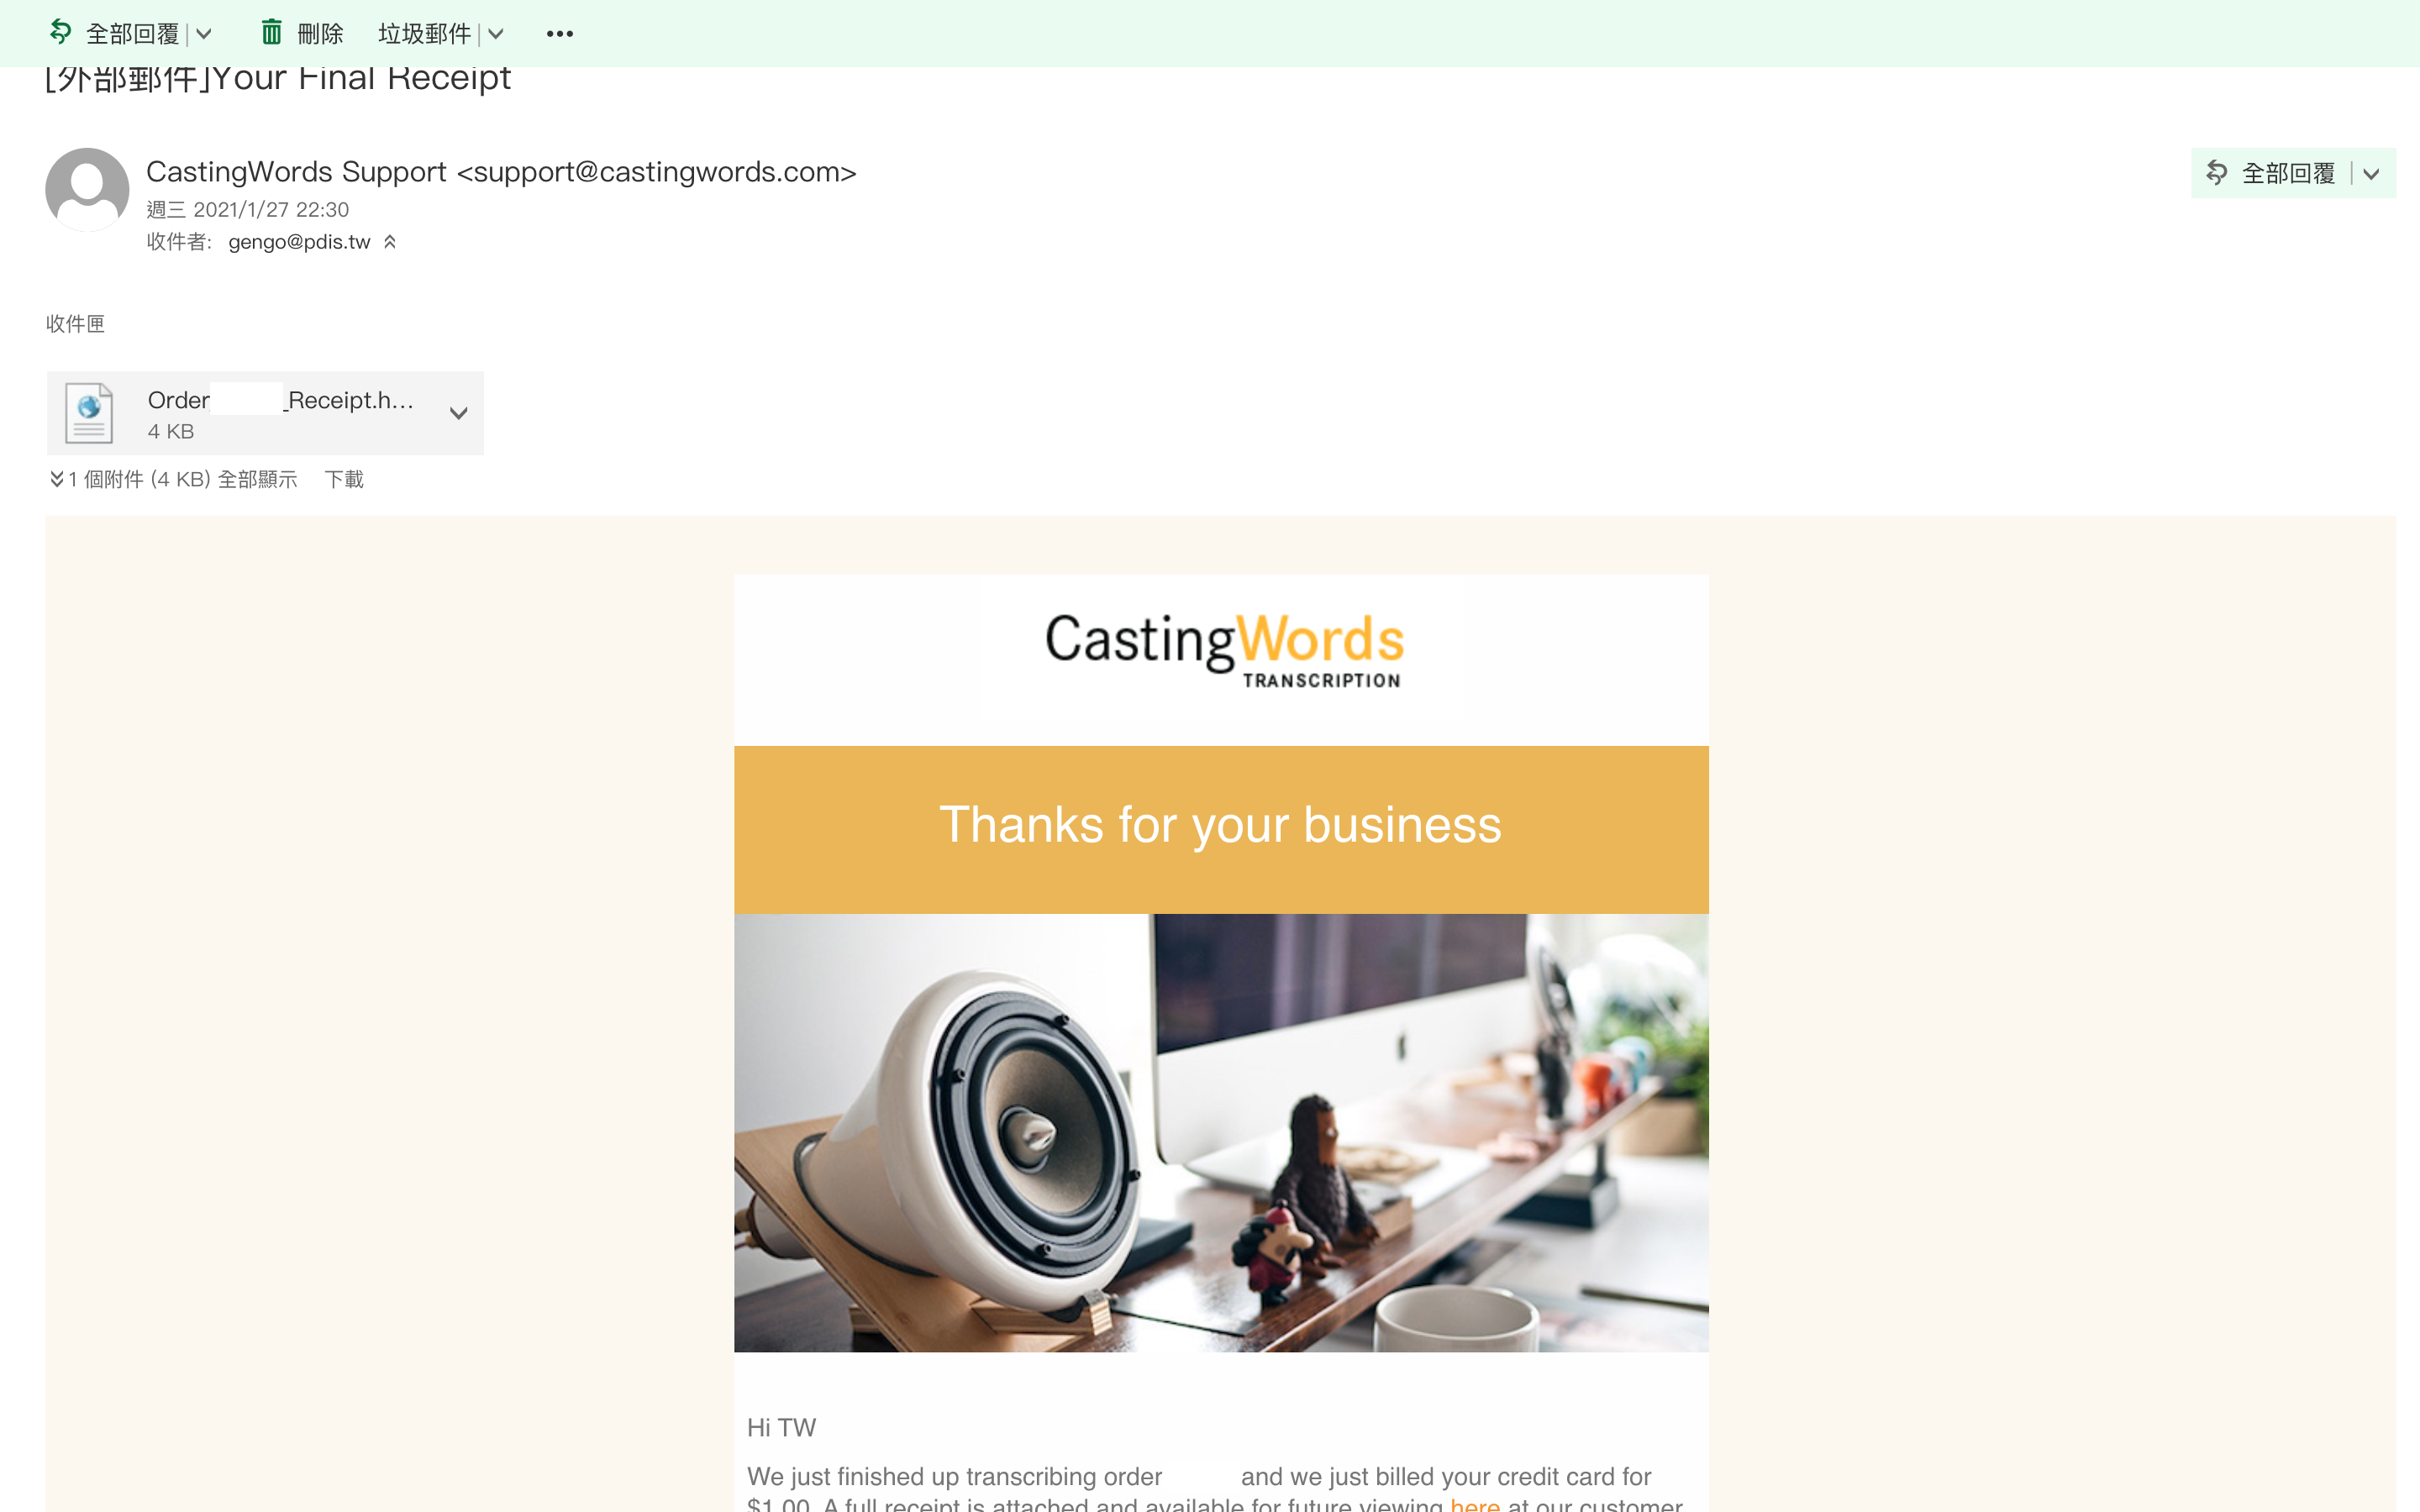 全部回覆 刪除 垃圾郵件
[外部郵件]Your Final Receipt
CastingWords Support <support@castingwords.com>
全部回覆
週三 2021/1/27 22:30
收件者: gengo@pdis.tw
收件匣
Order _Receipt.h...
4 KB
1 個附件 (4 KB) 全部顯示 下載
CastingWords
TRANSCRIPTION
Thanks for your business
Hi TW
We just finished up transcribing order and we just billed your credit card for
$1.00. A full receipt is attached and available for future viewing here at our customer